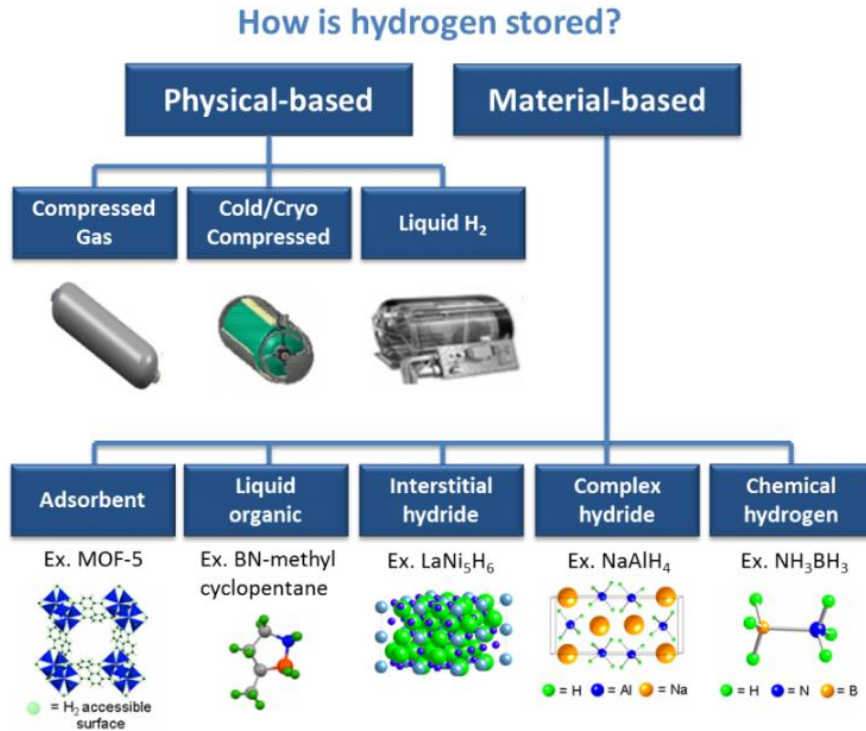 How is hydrogen stored?
Physical-based
Material-based
Compressed
Gas
Cold/Cryo
Compressed
Liquid H₂
Adsorbent
Liquid
organic
Interstitial
hydride
Complex
hydride
Chemical
hydrogen
Ex. MOF-5
Ex. BN-methyl
cyclopentane
Ex. LaNi₅H₆
Ex. NaAlH₄
Ex. NH₃BH₃
= H₂ accessible
surface
= H = Al = Na
= H = N = B